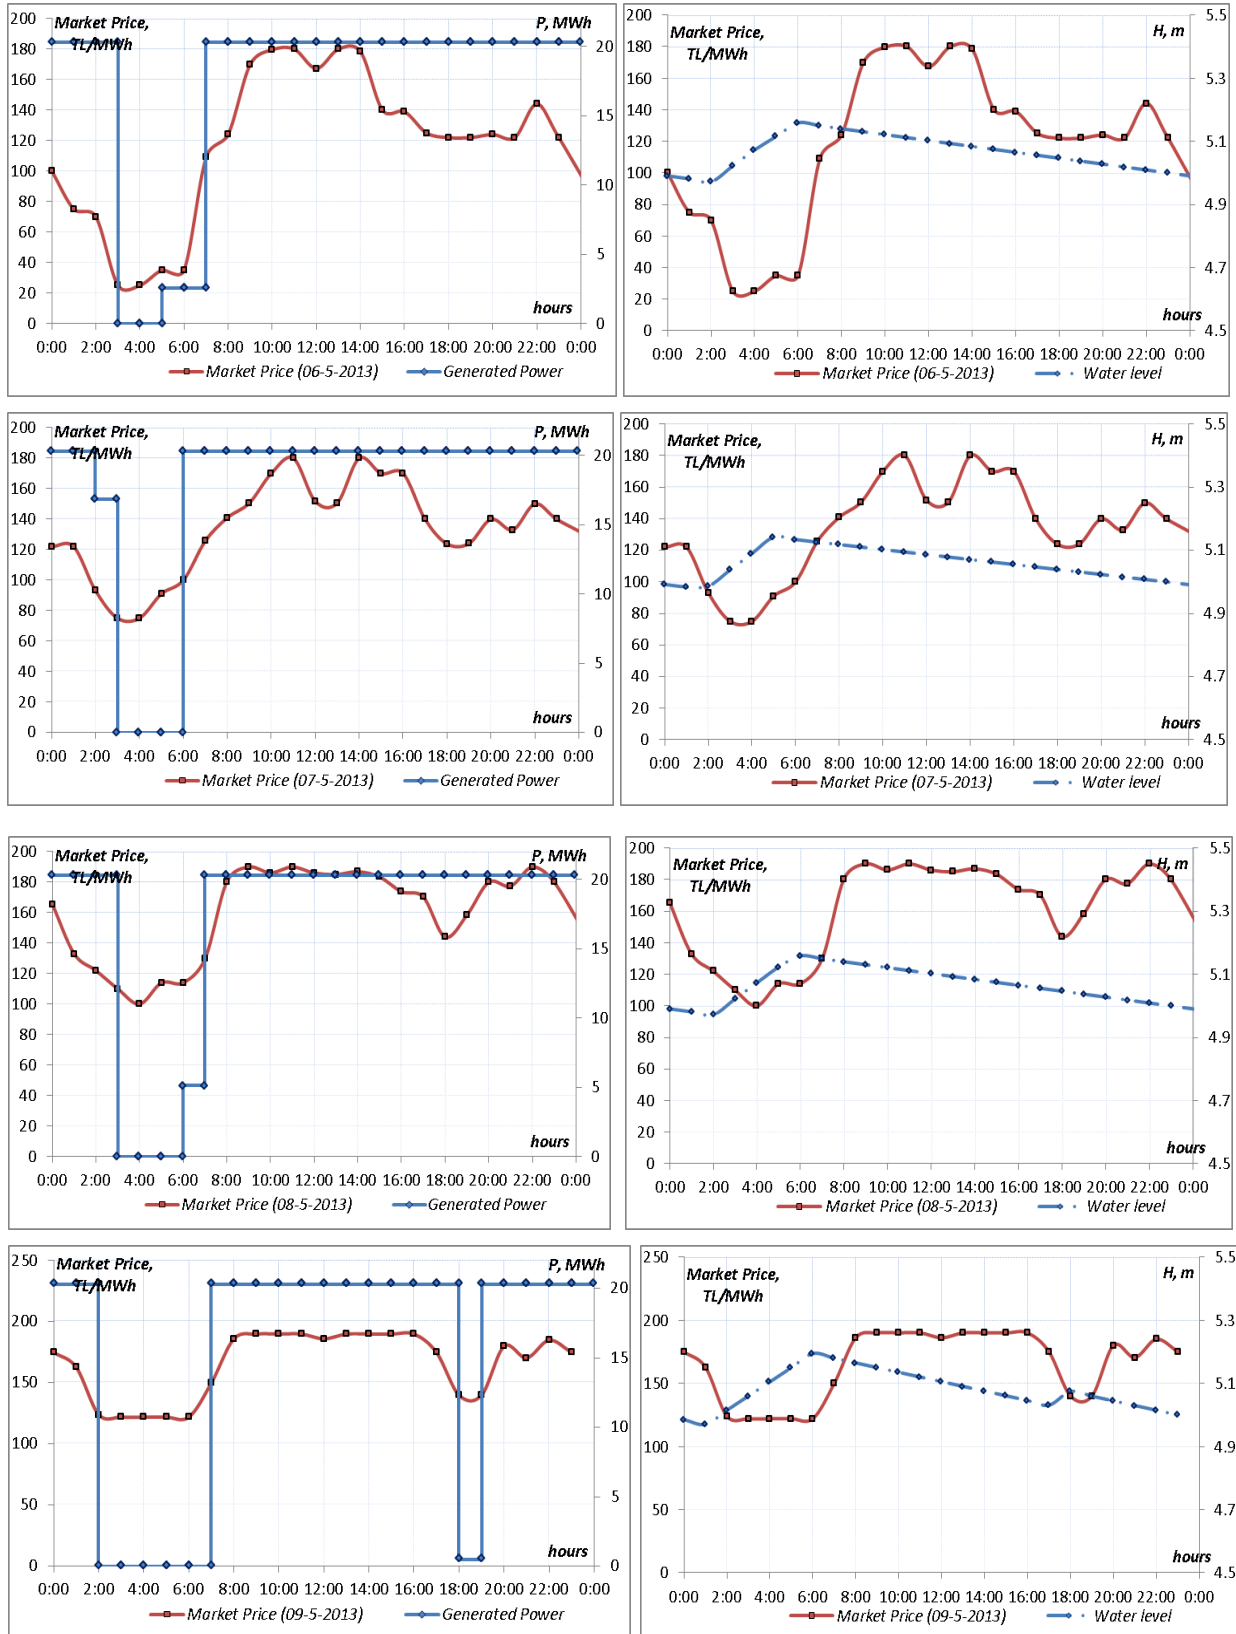 Market Price,
TL/MWh
P, MWh
200
180
160
140
120
100
80
60
40
20
0
20
15
10
5
0
hours
0:00 2:00 4:00 6:00 8:00 10:00 12:00 14:00 16:00 18:00 20:00 22:00 0:00
Market Price (06-5-2013) Generated Power
Market Price,
TL/MWh
H, m
200
180
160
140
120
100
80
60
40
20
0
5.5
5.3
5.1
4.9
4.7
4.5
hours
0:00 2:00 4:00 6:00 8:00 10:00 12:00 14:00 16:00 18:00 20:00 22:00 0:00
Market Price (06-5-2013) Water level
Market Price,
TL/MWh
P, MWh
200
180
160
140
120
100
80
60
40
20
0
20
15
10
5
0
hours
0:00 2:00 4:00 6:00 8:00 10:00 12:00 14:00 16:00 18:00 20:00 22:00 0:00
Market Price (07-5-2013) Generated Power
Market Price,
TL/MWh
H, m
200
180
160
140
120
100
80
60
40
20
0
5.5
5.3
5.1
4.9
4.7
4.5
hours
0:00 2:00 4:00 6:00 8:00 10:00 12:00 14:00 16:00 18:00 20:00 22:00 0:00
Market Price (07-5-2013) Water level
Market Price,
TL/MWh
P, MWh
200
180
160
140
120
100
80
60
40
20
0
20
15
10
5
0
hours
0:00 2:00 4:00 6:00 8:00 10:00 12:00 14:00 16:00 18:00 20:00 22:00 0:00
Market Price (08-5-2013) Generated Power
Market Price,
TL/MWh
H, m
200
180
160
140
120
100
80
60
40
20
0
5.5
5.3
5.1
4.9
4.7
4.5
hours
0:00 2:00 4:00 6:00 8:00 10:00 12:00 14:00 16:00 18:00 20:00 22:00 0:00
Market Price (08-5-2013) Water level
Market Price,
TL/MWh
P, MWh
250
200
150
100
50
0
20
15
10
5
0
hours
0:00 2:00 4:00 6:00 8:00 10:00 12:00 14:00 16:00 18:00 20:00 22:00 0:00
Market Price (09-5-2013) Generated Power
Market Price,
TL/MWh
H, m
250
200
150
100
50
0
5.5
5.3
5.1
4.9
4.7
4.5
hours
0:00 2:00 4:00 6:00 8:00 10:00 12:00 14:00 16:00 18:00 20:00 22:00 0:00
Market Price (09-5-2013) Water level